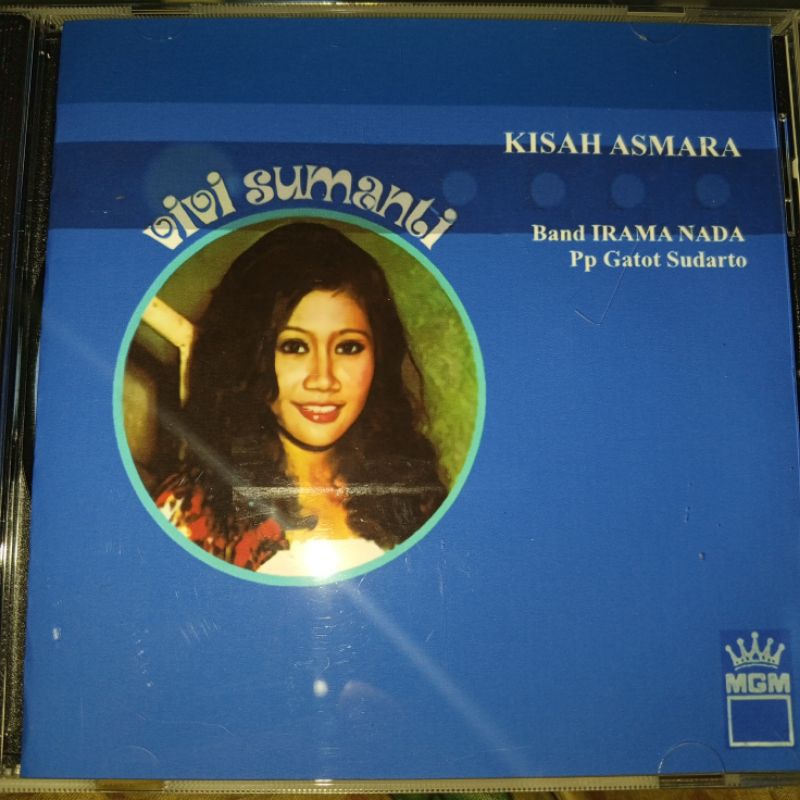 vivi sumanti
KISAH ASMARA
Band IRAMA NADA
Pp Gatot Sudarto
MGM